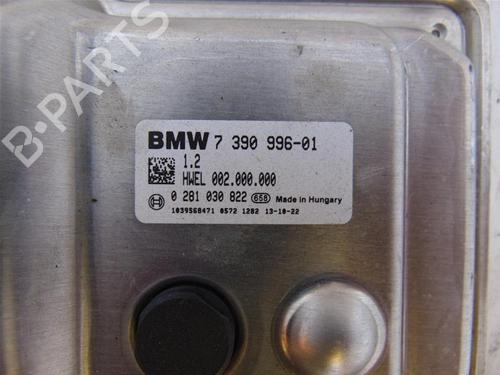 B-PARTS
BMW 7 390 996-01
1.2
HWEL 002.000.000
0 281 030 822 658 Made in Hungary
1039S68471 0572 1282 13-10-22